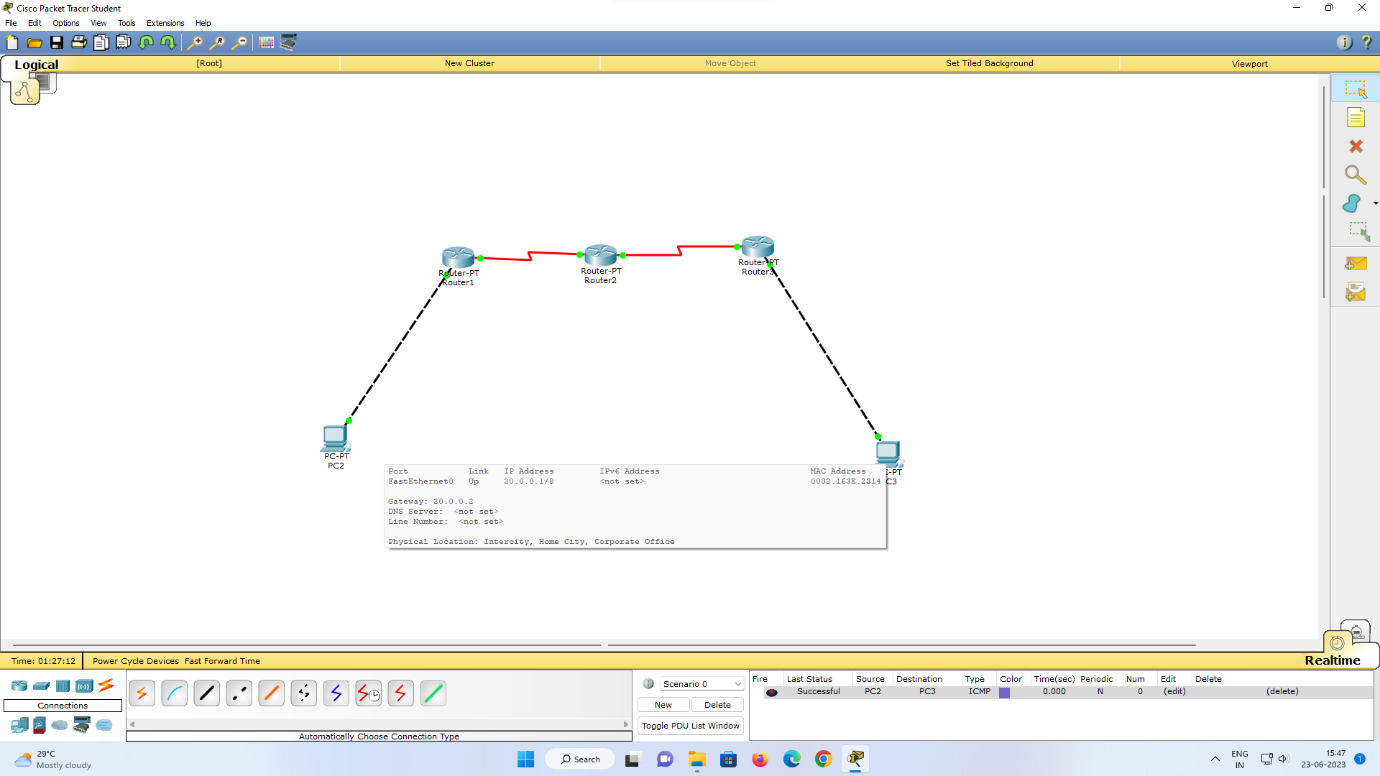 Cisco Packet Tracer Student
File Edit Options View Tools Extensions Help
Logical [Root] New Cluster Move Object Set Tiled Background Viewport
Router-PT
Router1
Router-PT
Router2
Router-PT
Router3
PC-PT
PC2
Port Link IP Address IPv6 Address MAC Address
FastEthernet0 Up 20.0.0.1/8 <not set> 0002.163E.2314
Gateway: 20.0.0.2
DNS Server: <not set>
Line Number: <not set>
Physical Location: Intercity, Home City, Corporate Office
-PT
C3
Time: 01:27:12 Power Cycle Devices Fast Forward Time
Realtime
Connections
Automatically Choose Connection Type
Scenario 0
New Delete
Toggle PDU List Window
Fire Last Status Source Destination Type Color Time(sec) Periodic Num Edit Delete
Successful PC2 PC3 ICMP 0.000 N 0 (edit) (delete)
29°C
Mostly cloudy
Search
ENG
IN
15:47
23-06-2023
1